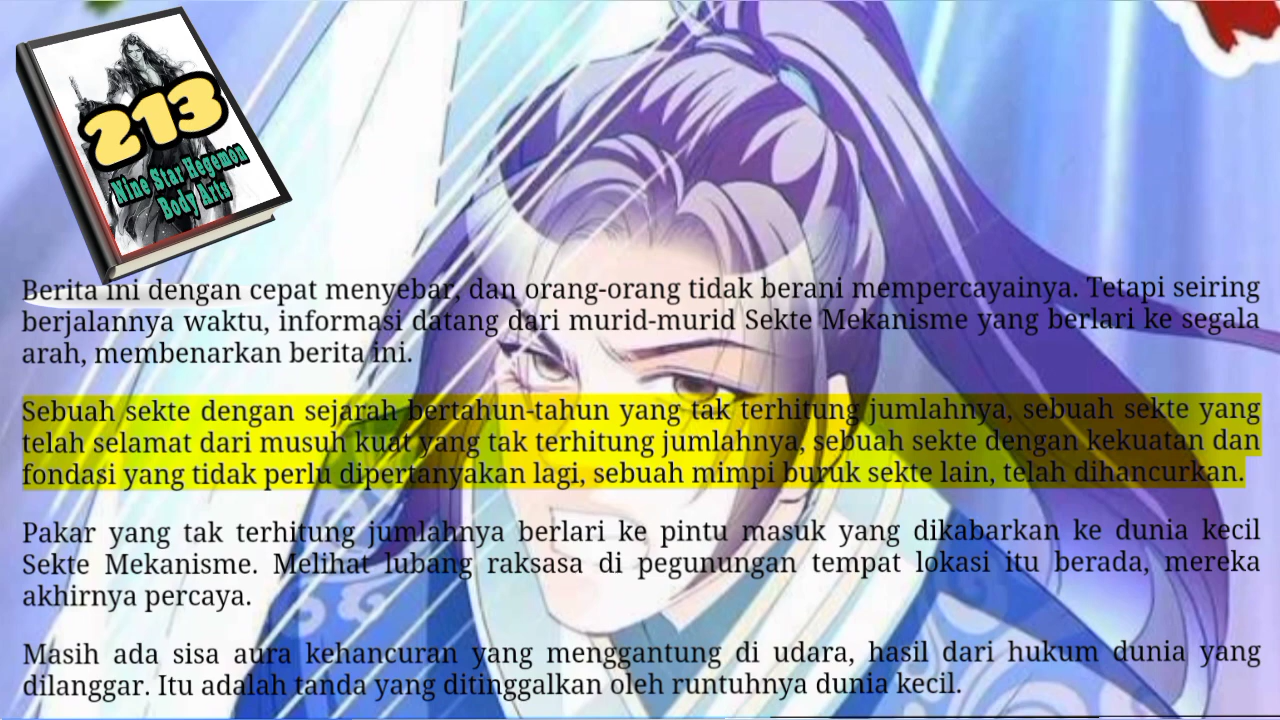 213
Nine Star Hegemon
Body Arts
Berita ini dengan cepat menyebar, dan orang-orang tidak berani mempercayainya. Tetapi seiring
berjalannya waktu, informasi datang dari murid-murid Sekte Mekanisme yang berlari ke segala
arah, membenarkan berita ini.
Sebuah sekte dengan sejarah bertahun-tahun yang tak terhitung jumlahnya, sebuah sekte yang
telah selamat dari musuh kuat yang tak terhitung jumlahnya, sebuah sekte dengan kekuatan dan
fondasi yang tidak perlu dipertanyakan lagi, sebuah mimpi buruk sekte lain, telah dihancurkan.
Pakar yang tak terhitung jumlahnya berlari ke pintu masuk yang dikabarkan ke dunia kecil
Sekte Mekanisme. Melihat lubang raksasa di pegunungan tempat lokasi itu berada, mereka
akhirnya percaya.
Masih ada sisa aura kehancuran yang menggantung di udara, hasil dari hukum dunia yang
dilanggar. Itu adalah tanda yang ditinggalkan oleh runtuhnya dunia kecil.